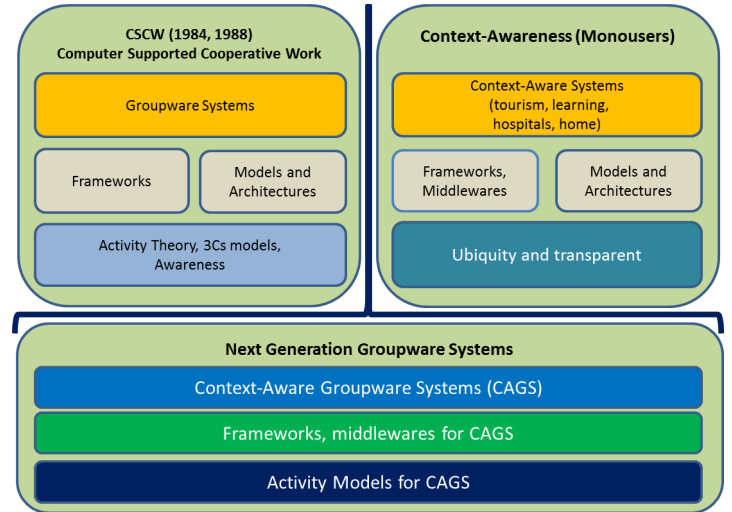 CSCW (1984, 1988)
Computer Supported Cooperative Work
Groupware Systems
Frameworks
Models and
Architectures
Activity Theory, 3Cs models,
Awareness
Context-Awareness (Monousers)
Context-Aware Systems
(tourism, learning,
hospitals, home)
Frameworks,
Middlewares
Models and
Architectures
Ubiquity and transparent
Next Generation Groupware Systems
Context-Aware Groupware Systems (CAGS)
Frameworks, middlewares for CAGS
Activity Models for CAGS